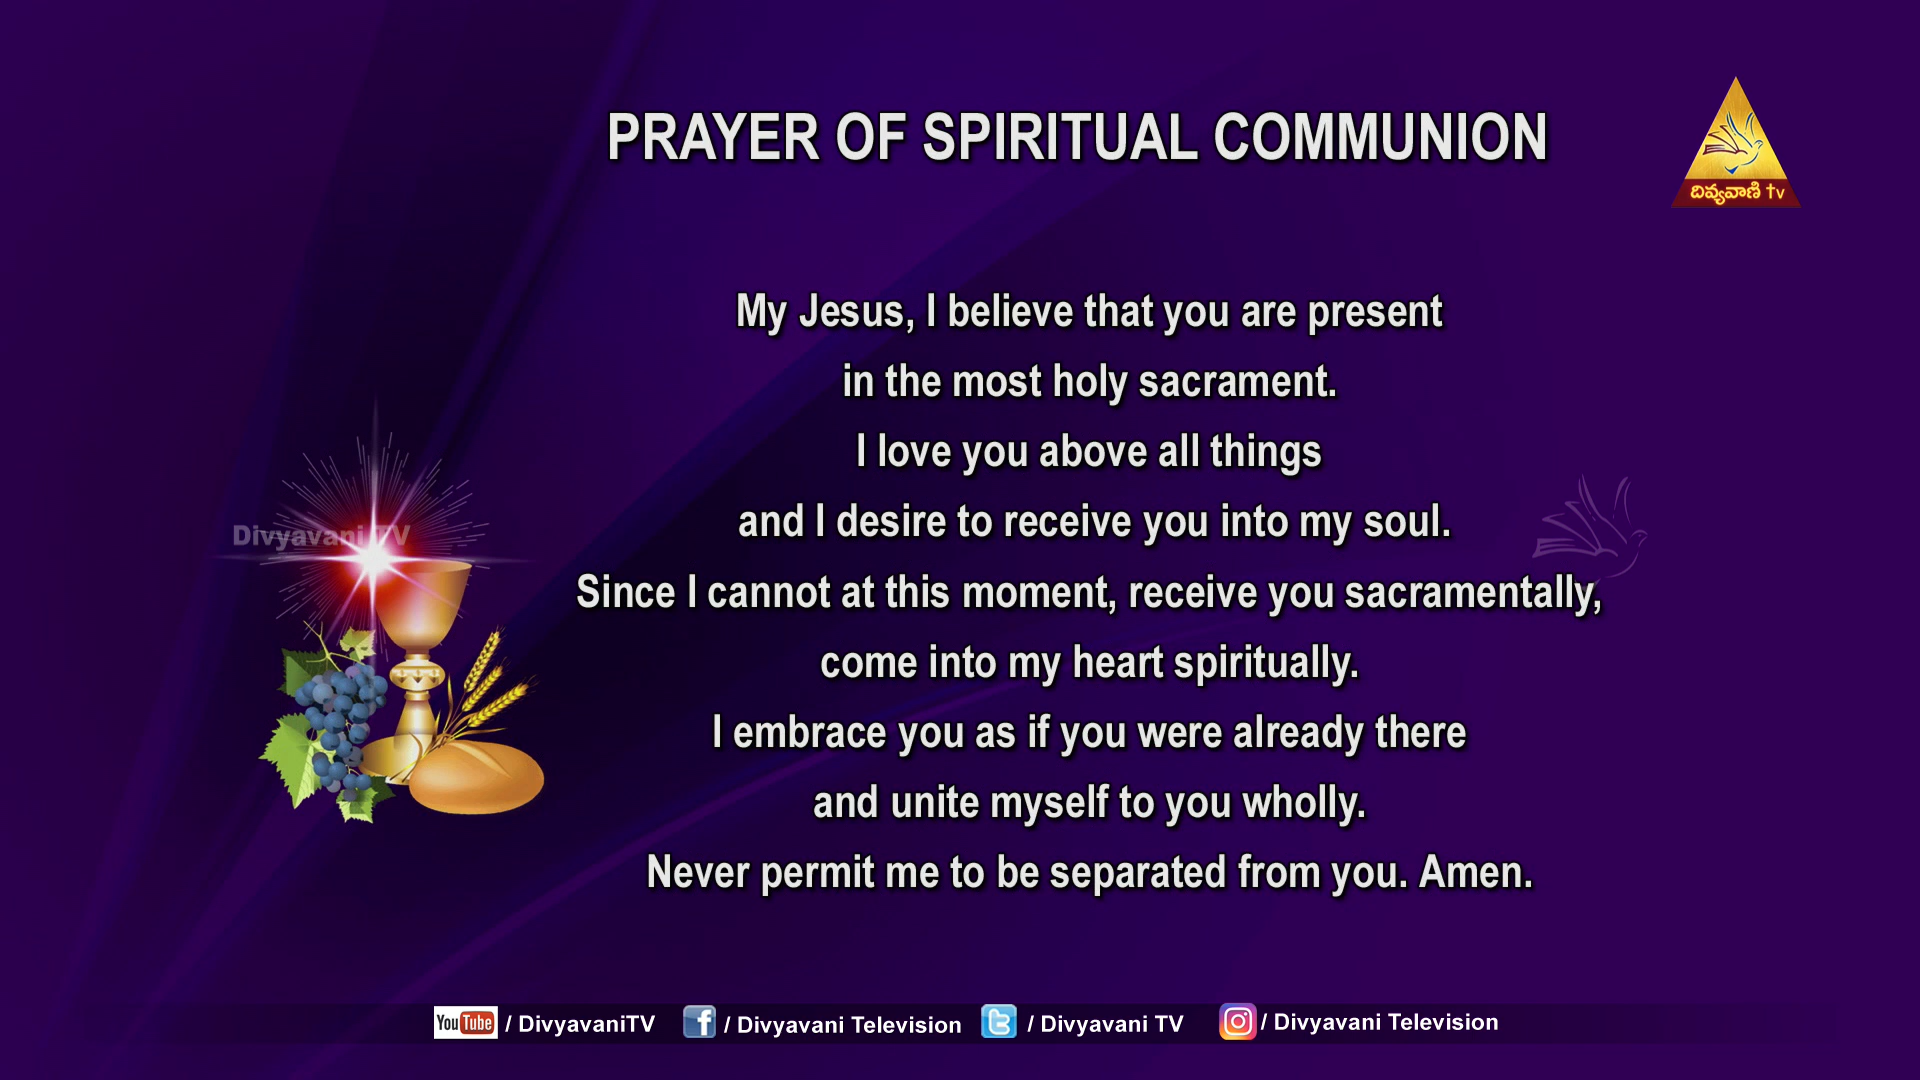 PRAYER OF SPIRITUAL COMMUNION
దివ్యవాణి tv
My Jesus, I believe that you are present
in the most holy sacrament.
I love you above all things
and I desire to receive you into my soul.
Since I cannot at this moment, receive you sacramentally,
come into my heart spiritually.
I embrace you as if you were already there
and unite myself to you wholly.
Never permit me to be separated from you. Amen.
Divyavani TV
YouTube / DivyavaniTV f / Divyavani Television t / Divyavani TV / Divyavani Television